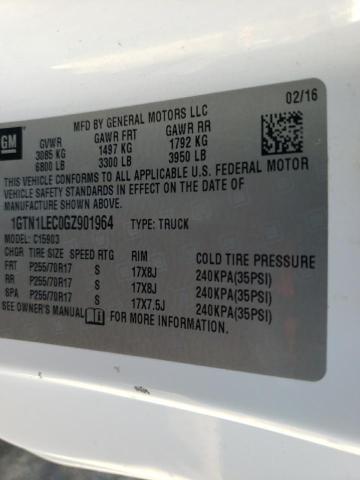 MFD BY GENERAL MOTORS LLC 02/16
GM GVWR GAWR FRT GAWR RR
3085 KG 1497 KG 1792 KG
6800 LB 3300 LB 3950 LB
THIS VEHICLE CONFORMS TO ALL APPLICABLE U.S. FEDERAL MOTOR
VEHICLE SAFETY STANDARDS IN EFFECT ON THE DATE OF
MANUFACTURE SHOWN ABOVE.
1GTN1LEC0GZ901964 TYPE: TRUCK
MODEL: C15903
CHGR TIRE SIZE SPEED RTG RIM COLD TIRE PRESSURE
FRT P255/70R17 S 17X8J 240KPA(35PSI)
RR P255/70R17 S 17X8J 240KPA(35PSI)
SPA P255/70R17 S 17X7.5J 240KPA(35PSI)
SEE OWNER'S MANUAL FOR MORE INFORMATION.